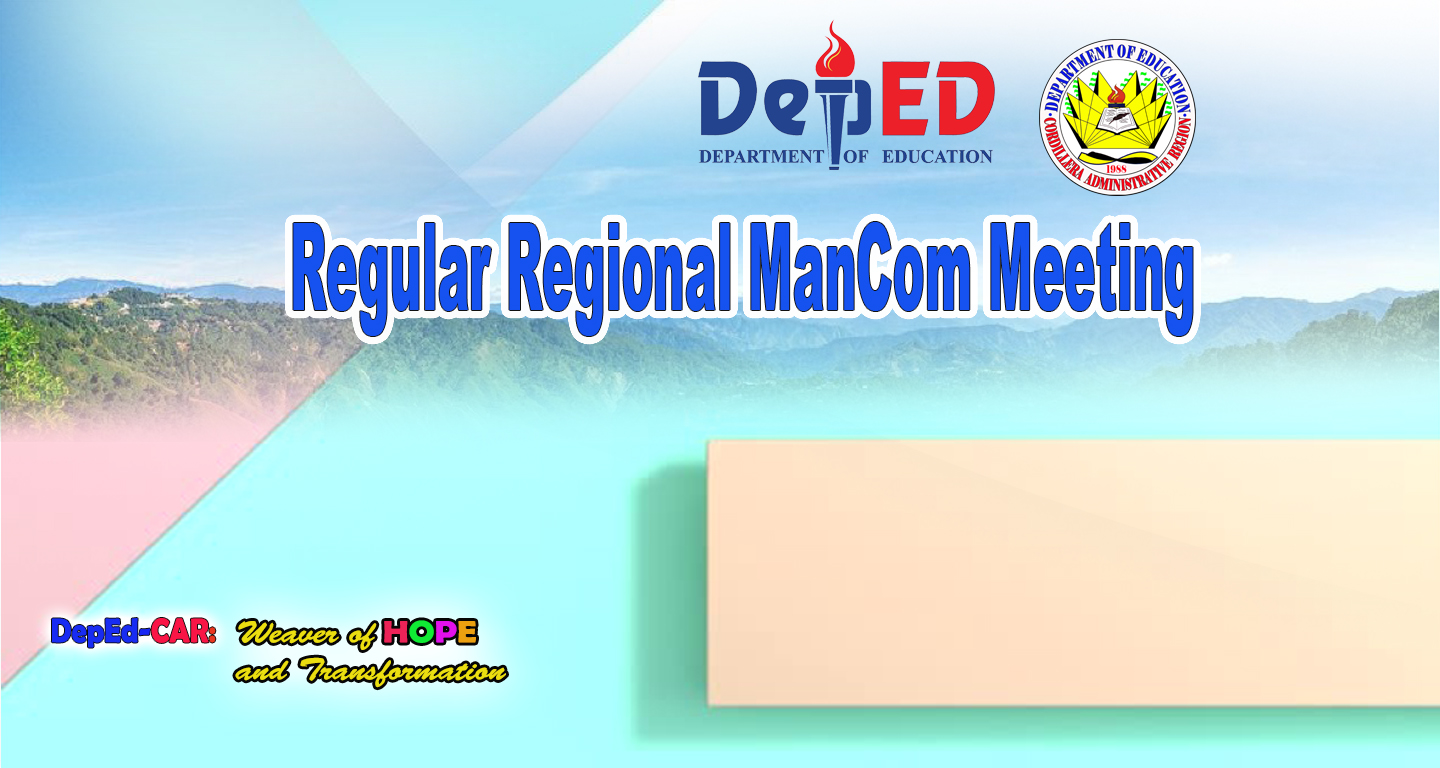 DepED
DEPARTMENT OF EDUCATION
DEPARTMENT OF EDUCATION
CORDILLERA ADMINISTRATIVE REGION
1988
Regular Regional ManCom Meeting
DepEd-CAR: Weaver of HOPE
and Transformation